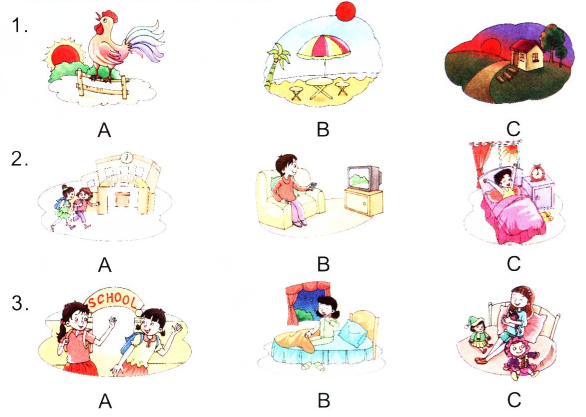 1.
A B C
2.
A B C
3.
SCHOOL
A B C